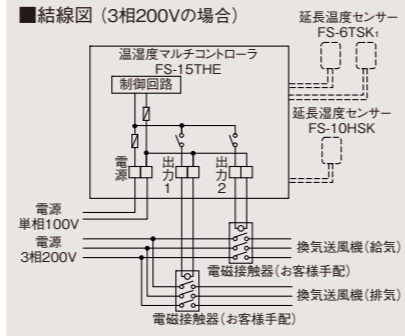 ■結線図（3相200Vの場合）
延長温度センサー
FS-6TSK₁
温湿度マルチコントローラ
FS-15THE
制御回路
延長湿度センサー
FS-10HSK
電源
出力1
出力2
電源
単相100V
電源
3相200V
換気送風機（給気）
電磁接触器（お客様手配）
換気送風機（排気）
電磁接触器（お客様手配）